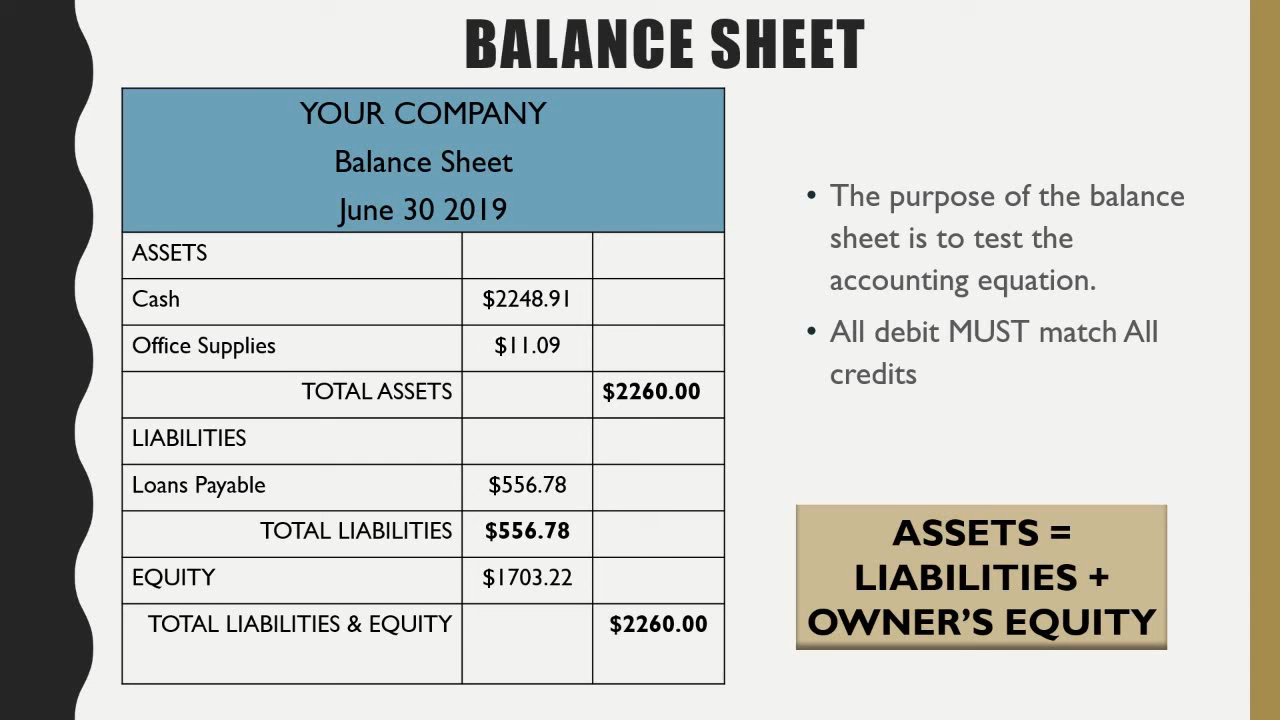 BALANCE SHEET
YOUR COMPANY
Balance Sheet
June 30 2019
ASSETS
Cash $2248.91
Office Supplies $11.09
TOTAL ASSETS $2260.00
LIABILITIES
Loans Payable $556.78
TOTAL LIABILITIES $556.78
EQUITY $1703.22
TOTAL LIABILITIES & EQUITY $2260.00
• The purpose of the balance
sheet is to test the
accounting equation.
• All debit MUST match All
credits
ASSETS =
LIABILITIES +
OWNER’S EQUITY